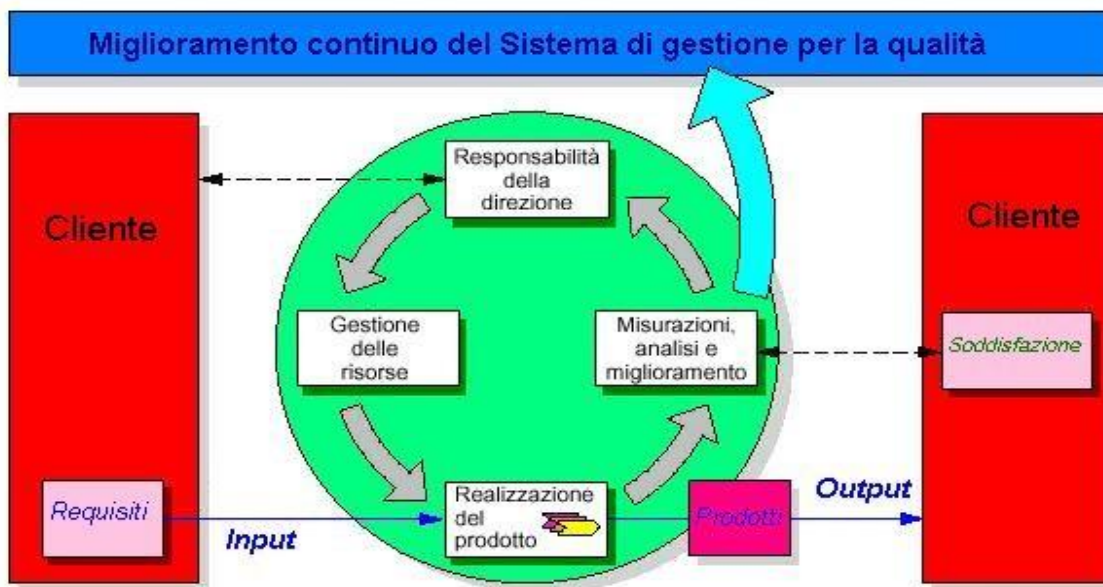 Miglioramento continuo del Sistema di gestione per la qualità
Cliente
Responsabilità
della
direzione
Cliente
Gestione
delle
risorse
Misurazioni,
analisi e
miglioramento
Soddisfazione
Requisiti
Input
Realizzazione
del
prodotto
Prodotti
Output